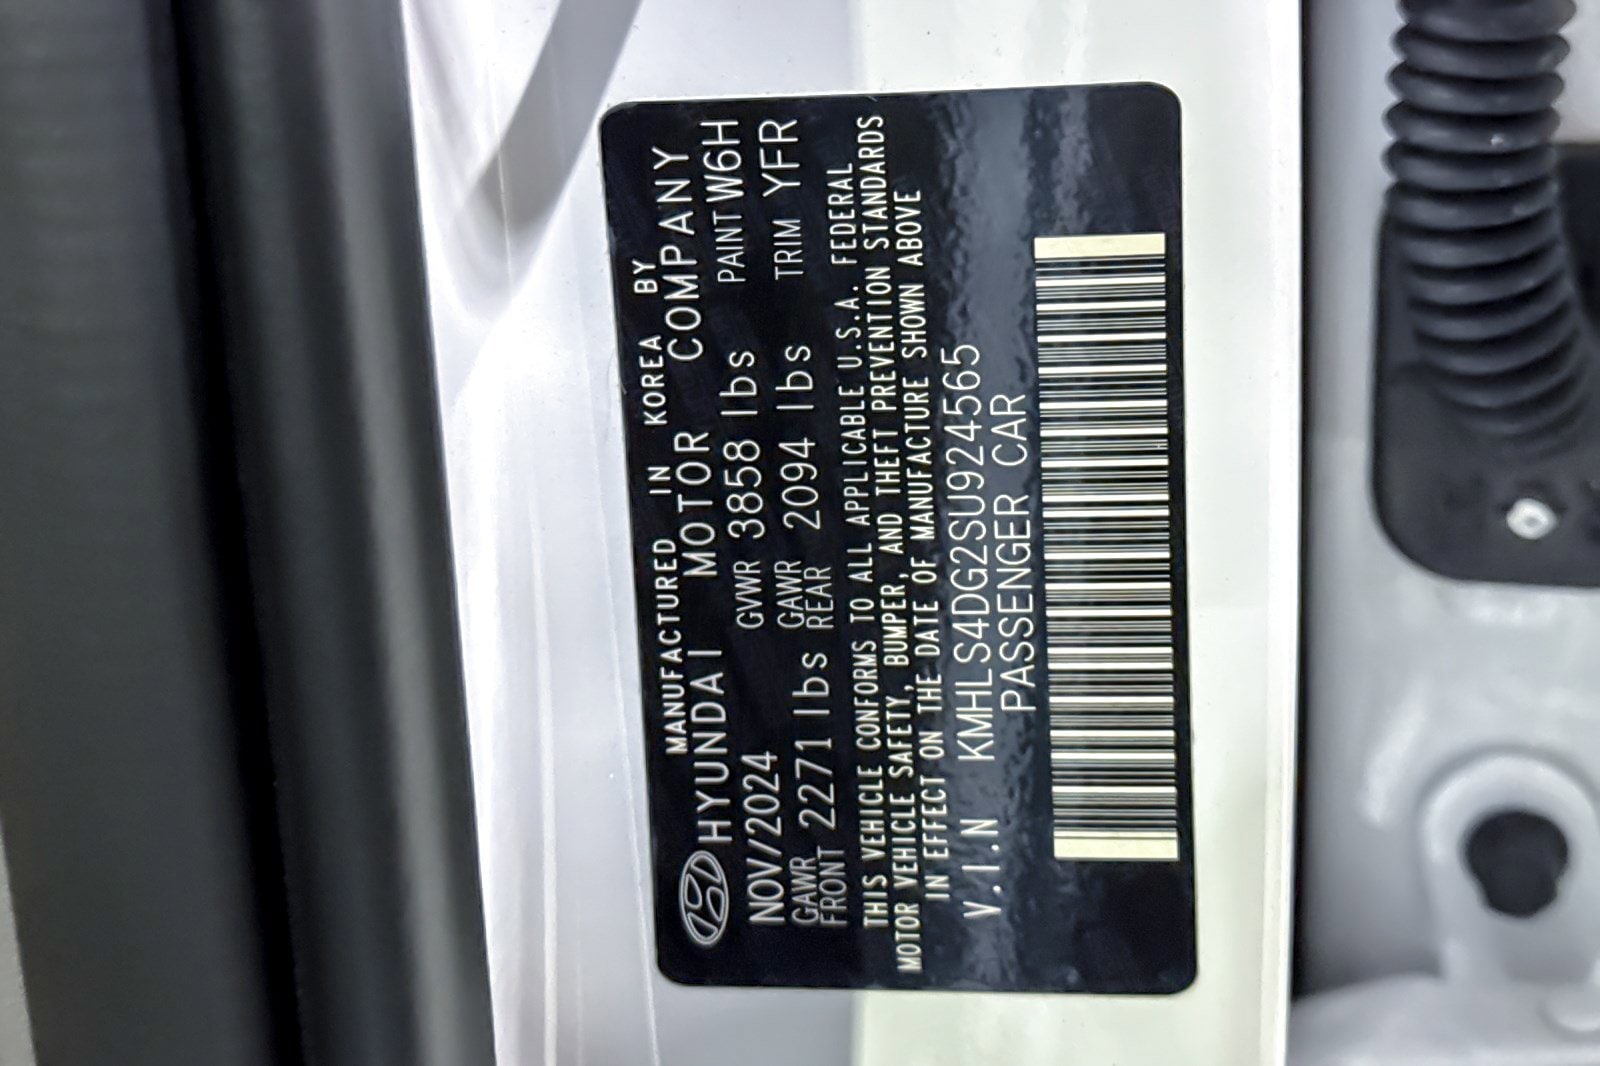 MANUFACTURED IN KOREA BY
HYUNDAI MOTOR COMPANY
NOV/2024 GVWR 3858 lbs PAINT W6H
GAWR FRONT 2271 lbs GAWR REAR 2094 lbs TRIM YFR
THIS VEHICLE CONFORMS TO ALL APPLICABLE U.S.A. FEDERAL
MOTOR VEHICLE SAFETY, BUMPER, AND THEFT PREVENTION STANDARDS
IN EFFECT ON THE DATE OF MANUFACTURE SHOWN ABOVE
V.I.N KMHLS4DG2SU924565
PASSENGER CAR